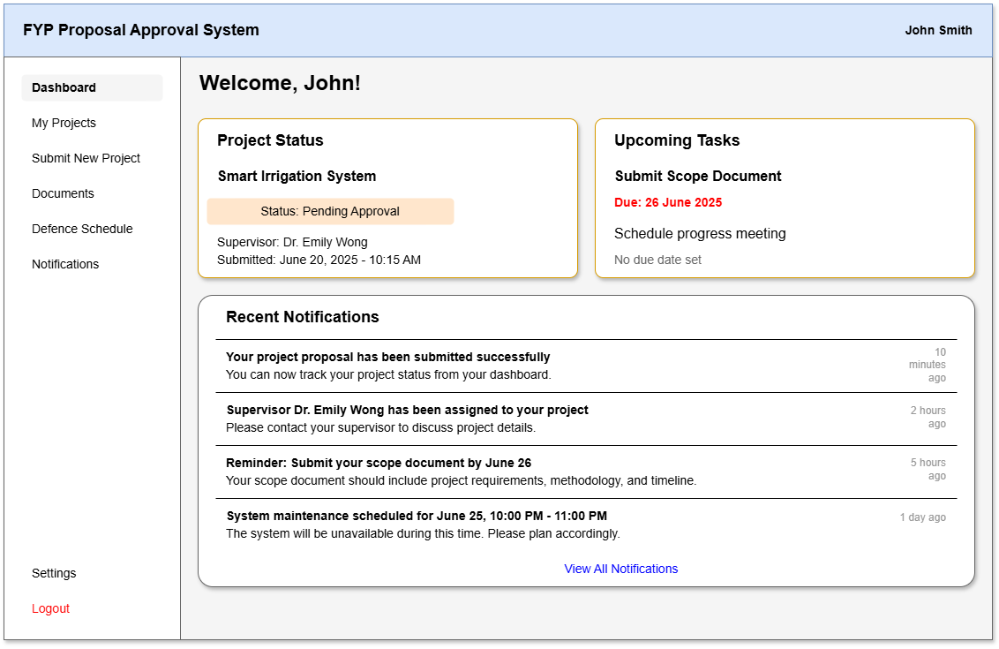 FYP Proposal Approval System
John Smith
Dashboard
My Projects
Submit New Project
Documents
Defence Schedule
Notifications
Settings
Logout
Welcome, John!
Project Status
Smart Irrigation System
Status: Pending Approval
Supervisor: Dr. Emily Wong
Submitted: June 20, 2025 - 10:15 AM
Upcoming Tasks
Submit Scope Document
Due: 26 June 2025
Schedule progress meeting
No due date set
Recent Notifications
Your project proposal has been submitted successfully
You can now track your project status from your dashboard.
10
minutes
ago
Supervisor Dr. Emily Wong has been assigned to your project
Please contact your supervisor to discuss project details.
2 hours
ago
Reminder: Submit your scope document by June 26
Your scope document should include project requirements, methodology, and timeline.
5 hours
ago
System maintenance scheduled for June 25, 10:00 PM - 11:00 PM
The system will be unavailable during this time. Please plan accordingly.
1 day ago
View All Notifications